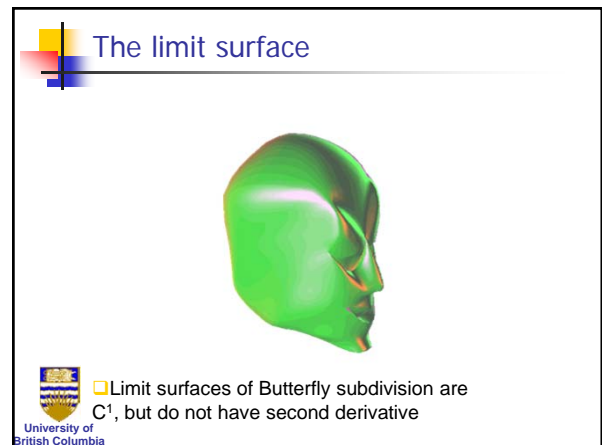 The limit surface
Limit surfaces of Butterfly subdivision are
C¹, but do not have second derivative
University of
British Columbia